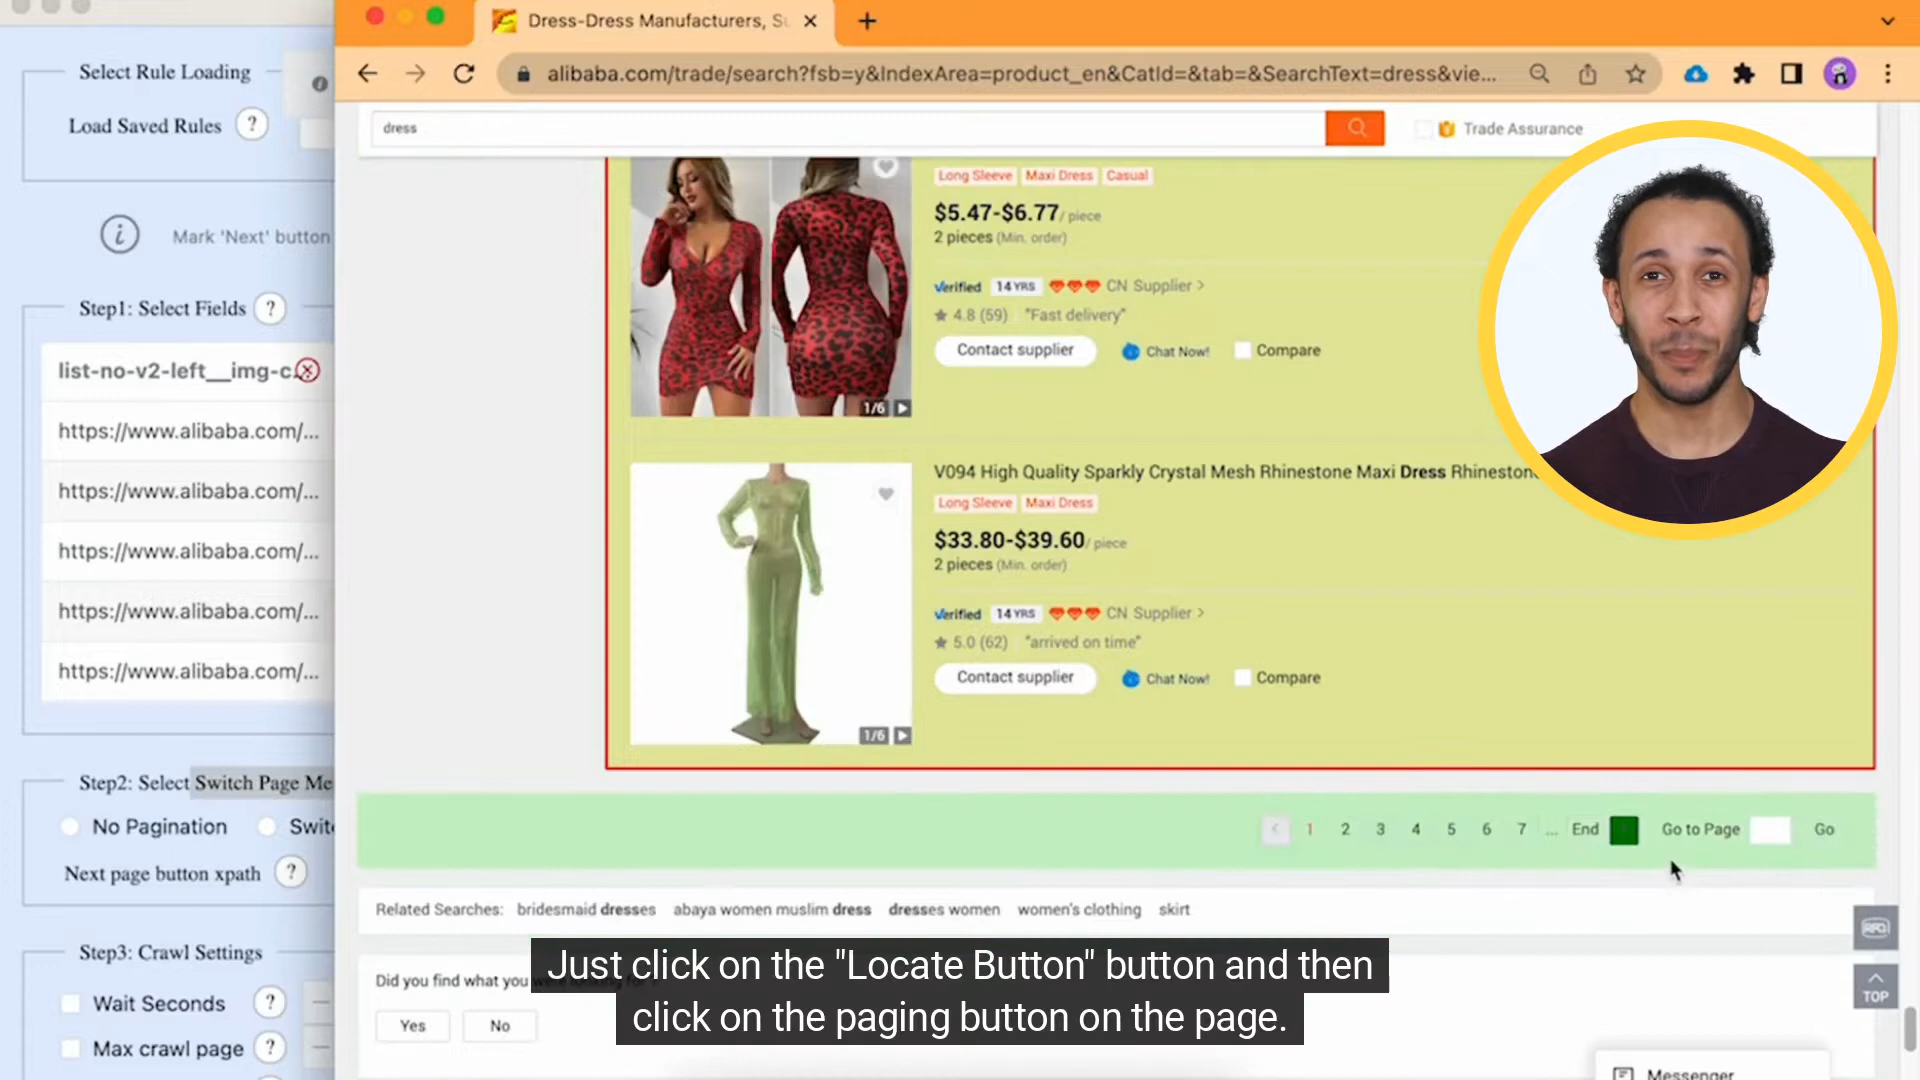 Dress-Dress Manufacturers, Su
alibaba.com/trade/search?fsb=y&IndexArea=product_en&CatId=&tab=&SearchText=dress&vie...
Select Rule Loading
Load Saved Rules ?
Mark 'Next' button
Step1: Select Fields ?
list-no-v2-left__img-c.
https://www.alibaba.com/...
https://www.alibaba.com/...
https://www.alibaba.com/...
https://www.alibaba.com/...
https://www.alibaba.com/...
Step2: Select Switch Page Me
No Pagination Swit
Next page button xpath ?
Step3: Crawl Settings
Wait Seconds ?
Max crawl page ?
dress
Trade Assurance
Long Sleeve Maxi Dress Casual
$5.47-$6.77/ piece
2 pieces (Min. order)
Verified 14 YRS CN Supplier >
4.8 (59) "Fast delivery"
Contact supplier Chat Now! Compare
1/6
V094 High Quality Sparkly Crystal Mesh Rhinestone Maxi Dress Rhineston
Long Sleeve Maxi Dress
$33.80-$39.60/ piece
2 pieces (Min. order)
Verified 14 YRS CN Supplier >
5.0 (62) "arrived on time"
Contact supplier Chat Now! Compare
1/6
< 1 2 3 4 5 6 7 ... End Go to Page Go
Related Searches: bridesmaid dresses abaya women muslim dress dresses women women's clothing skirt
RFQ
TOP
Did you find what you
Yes No
Messenger
Just click on the "Locate Button" button and then
click on the paging button on the page.